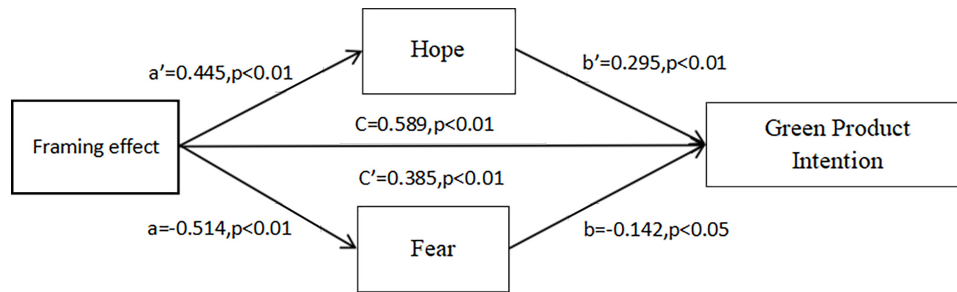 Hope
a’=0.445,p<0.01
b’=0.295,p<0.01
C=0.589,p<0.01
Framing effect
Green Product
Intention
C’=0.385,p<0.01
a=-0.514,p<0.01
Fear
b=-0.142,p<0.05